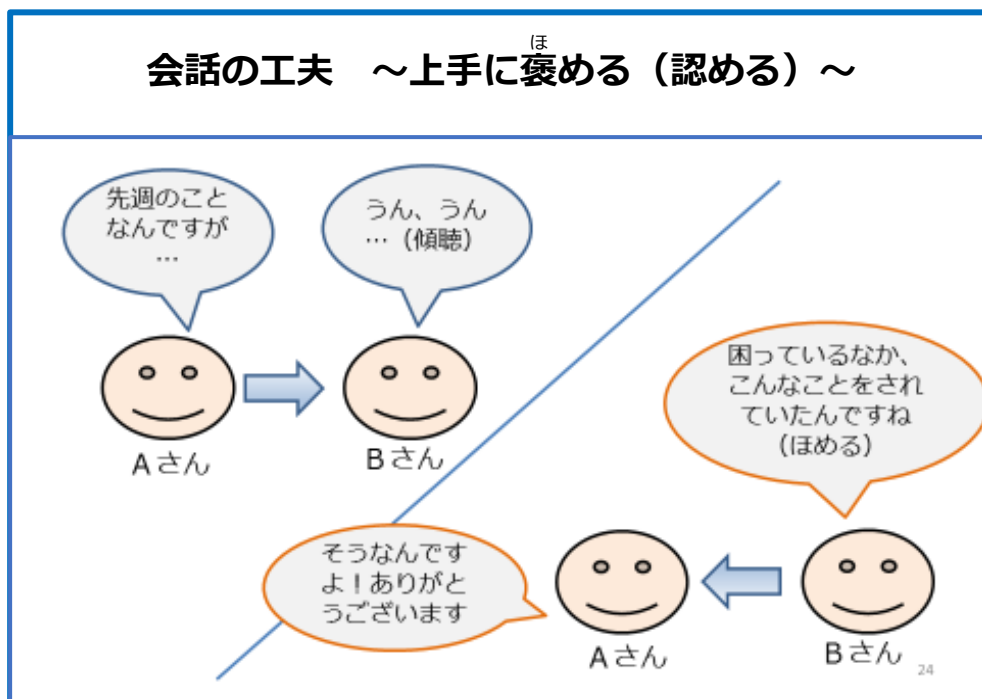 ほ
会話の工夫　～上手に褒める（認める）～
先週のこと
なんですが
…
うん、うん
…（傾聴）
Aさん
Bさん
困っているなか、
こんなことをされ
ていたんですね
（ほめる）
そうなんです
よ！ありがと
うございます
Aさん
Bさん
24